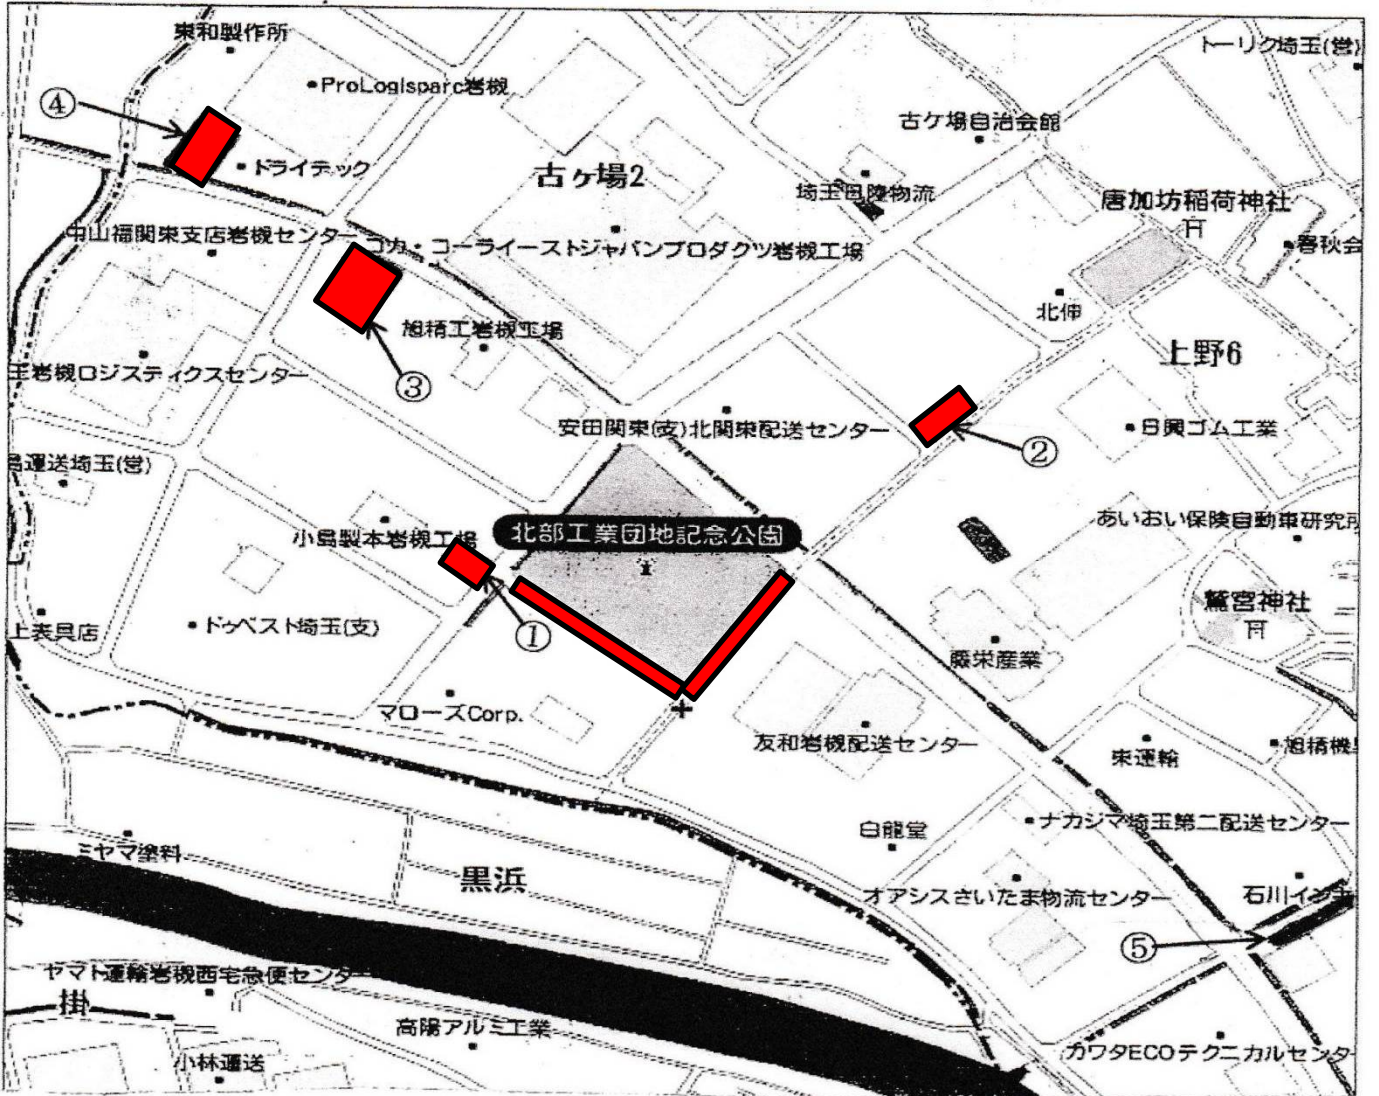 東和製作所
トーリク埼玉(営)
ProLogisparc岩槻
④
古ケ場自治会館
ドライテック
古ヶ場2
唐加坊稲荷神社
中山福関東支店岩槻センター
コカ・コーライーストジャパンプロダクツ岩槻工場
春秋会
北伸
旭精工岩槻工場
上野6
玉岩槻ロジスティクスセンター
③
安田関東(支)北関東配送センター
日興ゴム工業
②
運送埼玉(営)
あいおい保険自動車研究所
北部工業団地記念公園
小島製本岩槻工場
鷲宮神社
上表具店
ドゥベスト埼玉(支)
①
藤栄産業
マローズCorp.
友和岩槻配送センター
東運輸
旭精機
ナカジマ埼玉第二配送センター
白龍堂
ミヤマ塗料
黒浜
オアシスさいたま物流センター
石川インキ
⑤
ヤマト運輸岩槻西宅急便センター
掛
高陽アルミ工業
カワタECOテクニカルセンタ
小林運送